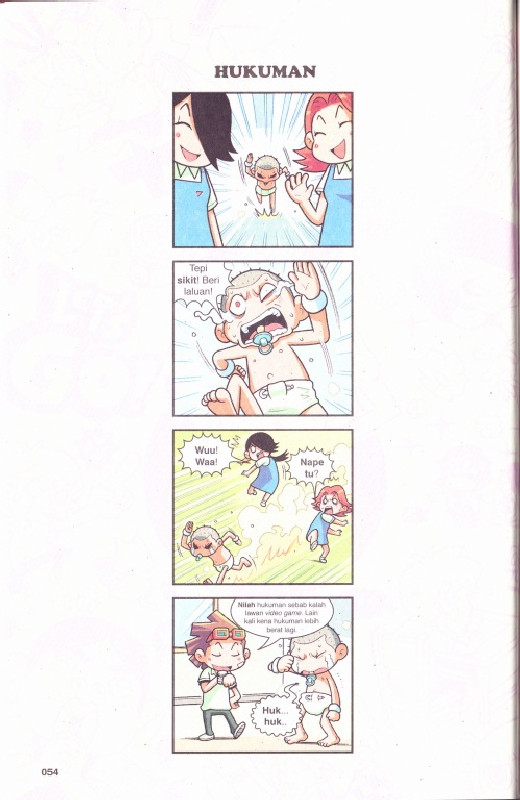 HUKUMAN
Tepi
sikit! Beri
laluan!
Wuu!
Waa!
Nape
tu?
Nilah hukuman sebab kalah
lawan video game. Lain
kali kena hukuman lebih
berat lagi.
Huk...
huk..
054